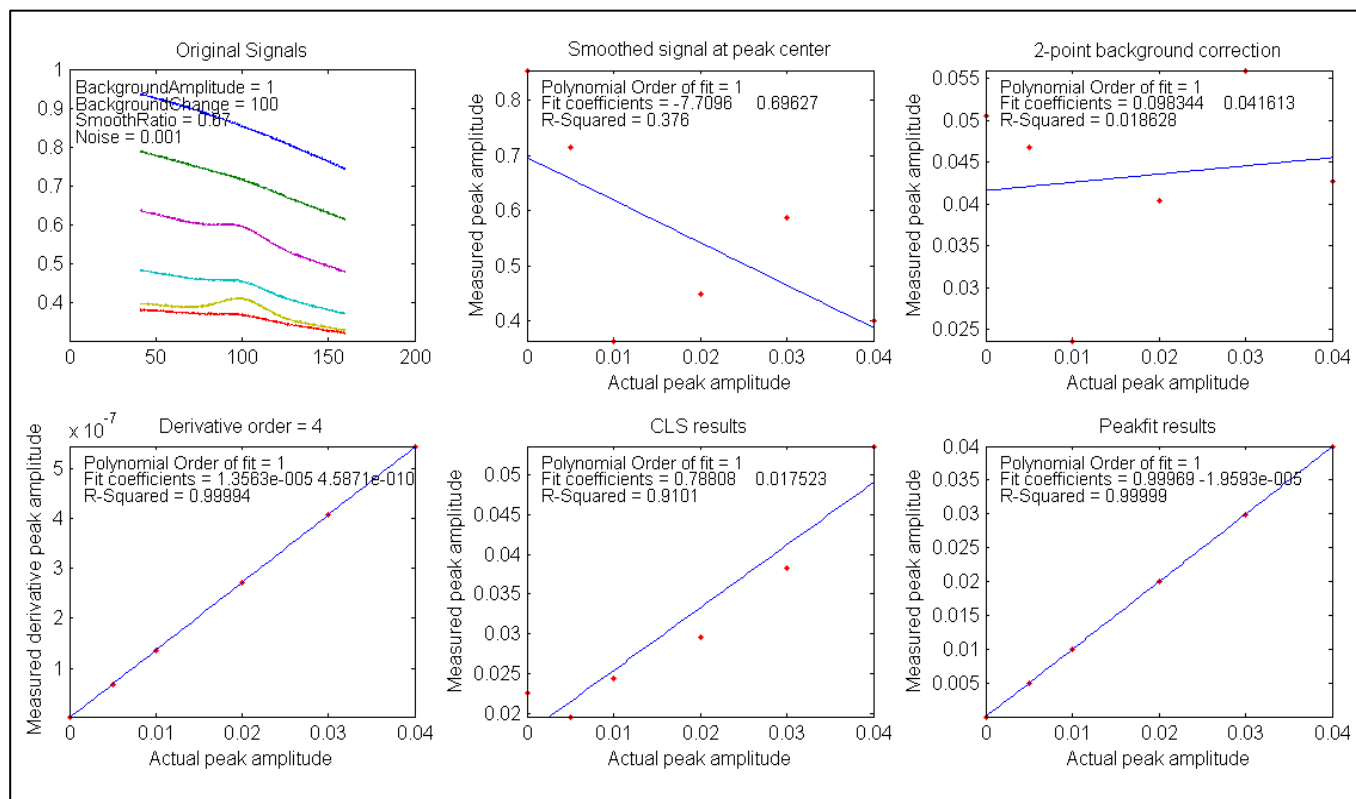 Original Signals
BackgroundAmplitude = 1
BackgroundChange = 100
SmoothRatio = 0.67
Noise = 0.001
1
0.9
0.8
0.7
0.6
0.5
0.4
0 50 100 150 200
Smoothed signal at peak center
Polynomial Order of fit = 1
Fit coefficients = -7.7096 0.69627
R-Squared = 0.376
Measured peak amplitude
0.8
0.7
0.6
0.5
0.4
0 0.01 0.02 0.03 0.04
Actual peak amplitude
2-point background correction
Polynomial Order of fit = 1
Fit coefficients = 0.098344 0.041613
R-Squared = 0.018628
Measured peak amplitude
0.055
0.05
0.045
0.04
0.035
0.03
0.025
0 0.01 0.02 0.03 0.04
Actual peak amplitude
Derivative order = 4
x 10-7
Polynomial Order of fit = 1
Fit coefficients = 1.3563e-005 4.5871e-010
R-Squared = 0.99994
Measured derivative peak amplitude
5
4
3
2
1
0 0.01 0.02 0.03 0.04
Actual peak amplitude
CLS results
Polynomial Order of fit = 1
Fit coefficients = 0.78808 0.017523
R-Squared = 0.9101
Measured peak amplitude
0.05
0.045
0.04
0.035
0.03
0.025
0.02
0 0.01 0.02 0.03 0.04
Actual peak amplitude
Peakfit results
Polynomial Order of fit = 1
Fit coefficients = 0.99969 -1.9593e-005
R-Squared = 0.99999
Measured peak amplitude
0.04
0.035
0.03
0.025
0.02
0.015
0.01
0.005
0 0.01 0.02 0.03 0.04
Actual peak amplitude